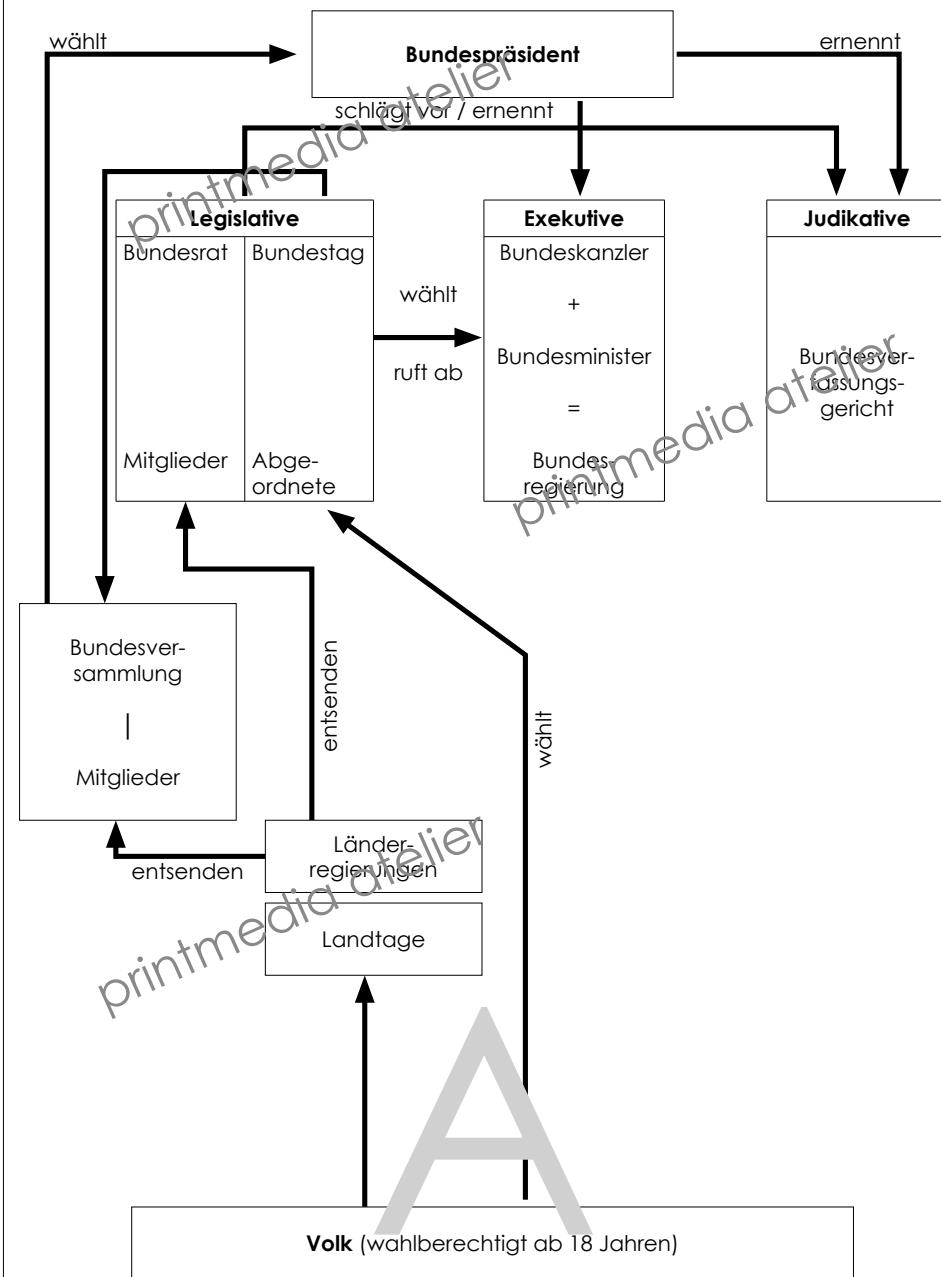 wählt
Bundespräsident
ernennt
schlägt vor / ernennt
printmedia atelier
Legislative
Bundesrat
Bundestag
Mitglieder
Abge-
ordnete
wählt
ruft ab
Exekutive
Bundeskanzler
+
Bundesminister
=
Bundes-
regierung
Judikative
Bundesver-
fassungs-
gericht
printmedia atelier
Bundesver-
sammlung
|
Mitglieder
entsenden
wählt
entsenden
Länder-
regierungen
Landtage
printmedia atelier
A
Volk (wahlberechtigt ab 18 Jahren)